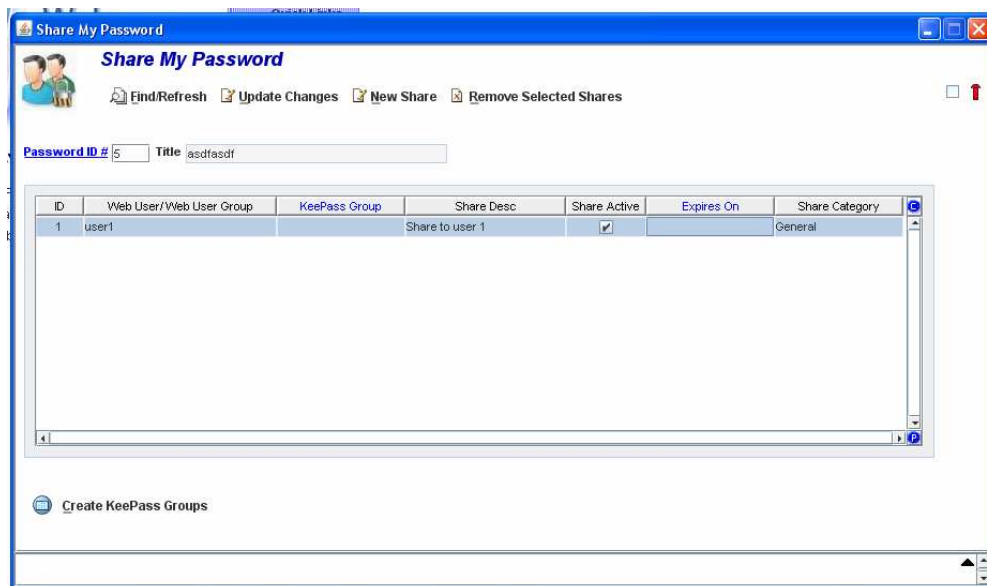 Share My Password
Share My Password
Find/Refresh Update Changes New Share Remove Selected Shares
Password ID # 5 Title asdfasdf
ID Web User/Web User Group KeePass Group Share Desc Share Active Expires On Share Category C
1 user1 Share to user 1 General
P
Create KeePass Groups